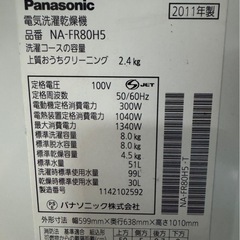 Panasonic
2011年製
電気洗濯乾燥機
品番 NA-FR80H5
洗濯コースの容量
上質おうちクリーニング 2.4kg
定格電圧 100V
定格周波数 50/60Hz
電動機定格消費電力 300W
電熱装置定格消費電力 1040W
最大消費電力 1340W
標準洗濯容量 8.0kg
標準脱水容量 8.0kg
標準乾燥容量 4.5kg
標準水量 51L
洗濯時標準使用水量 99L
乾燥時標準使用水量 30L
製造番号 1142102592
パナソニック株式会社
外形寸法 幅599mm×奥行638mm×高さ1010mm
JET
NA-FR80H5-T